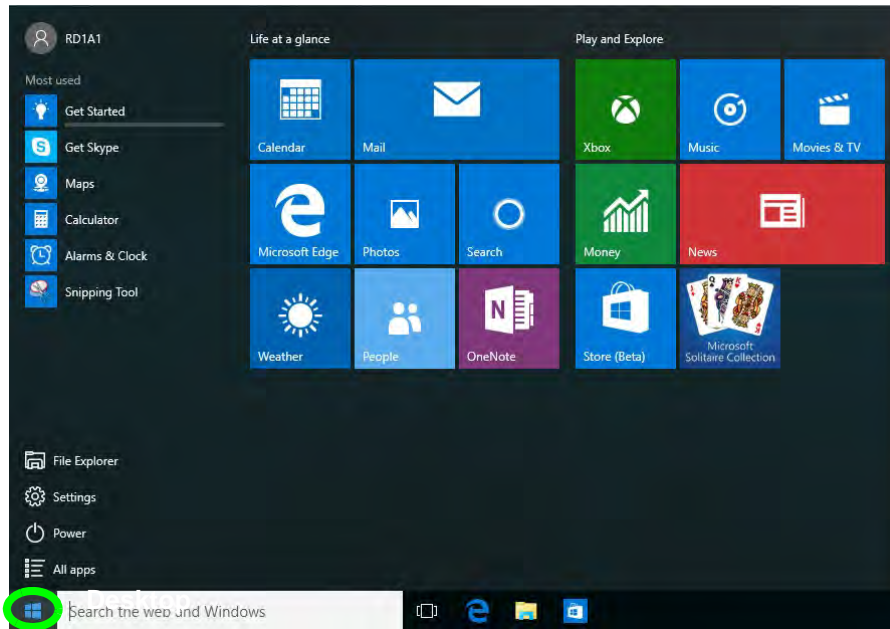 RD1A1
Most used
Get Started
Get Skype
Maps
Calculator
Alarms & Clock
Snipping Tool
File Explorer
Settings
Power
All apps
Life at a glance
Calendar
Mail
Microsoft Edge
Photos
Search
Weather
People
OneNote
N
Play and Explore
Xbox
Music
Movies & TV
Money
News
Store (Beta)
Microsoft
Solitaire Collection
Desktop
Search the web and Windows